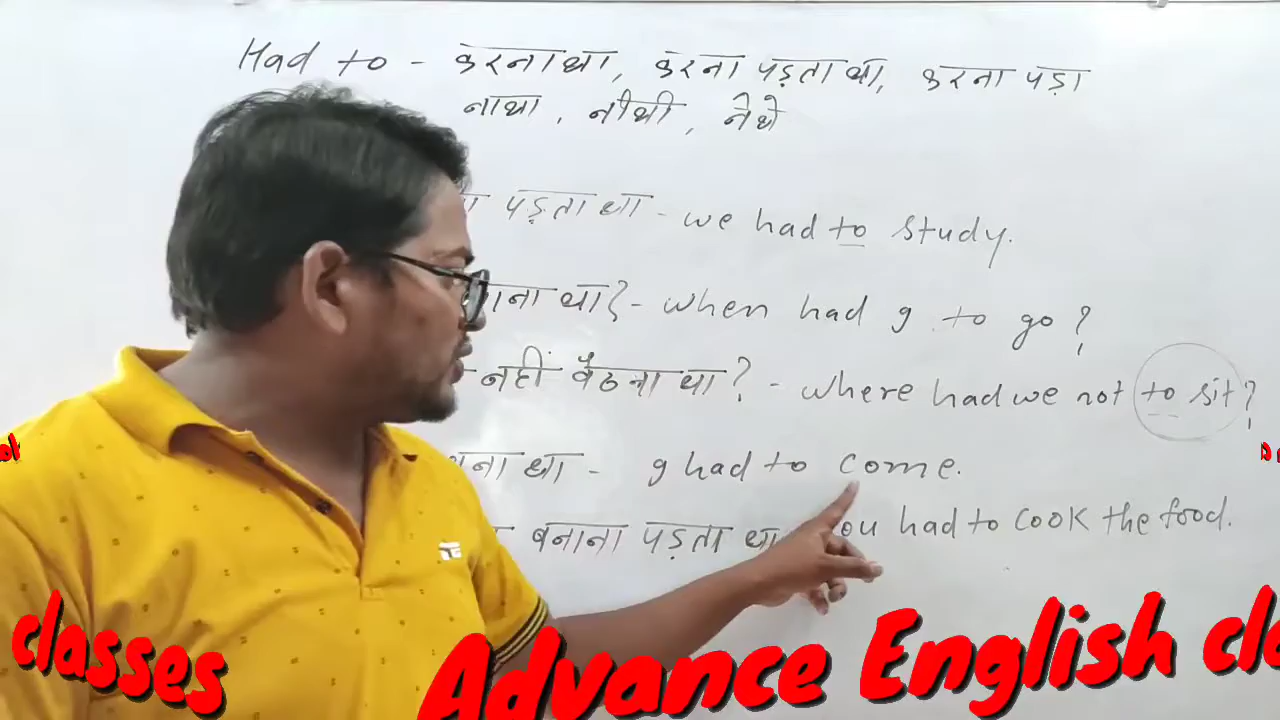 Had to - करनाथा, करना पड़ता था, करना पड़ा
नाथा, नीथी, नेथे
पड़ता था - we had to study.
था? - when had g to go?
नहीं बैठना था? - where had we not to sit?
था - g had to come.
बनाना पड़ता था had to cook the food.
classes Advance English